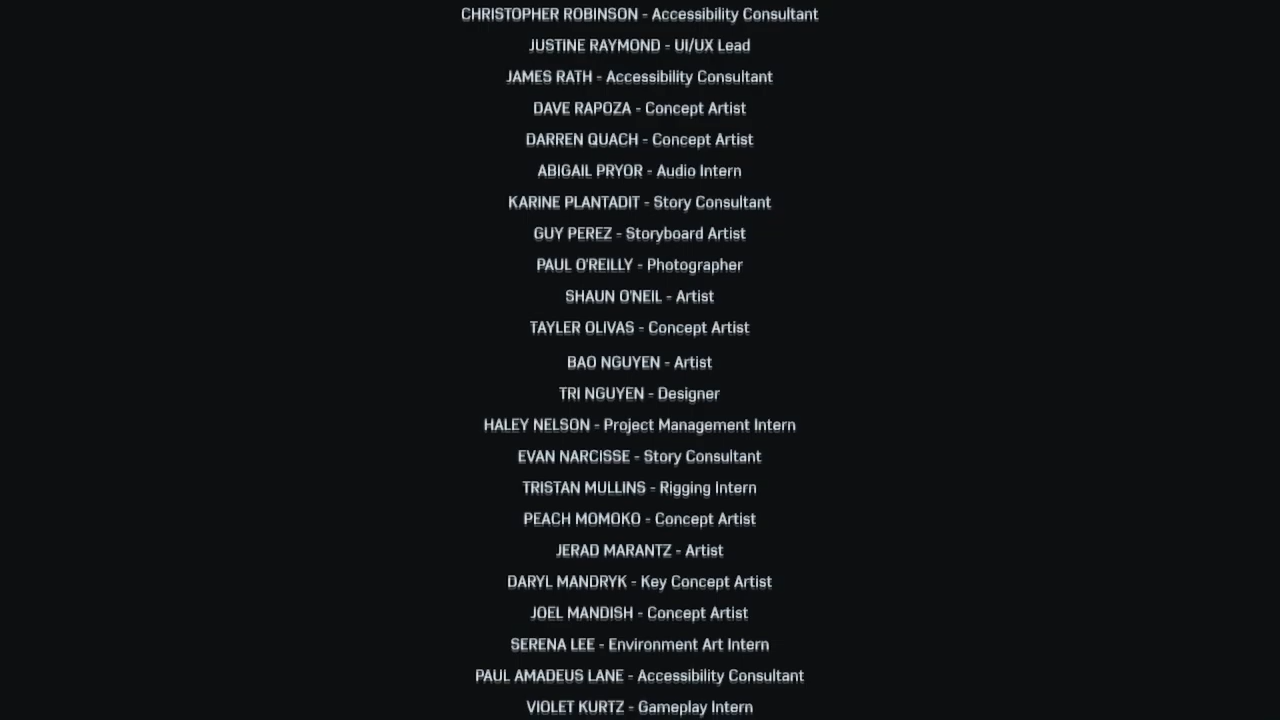 CHRISTOPHER ROBINSON - Accessibility Consultant
JUSTINE RAYMOND - UI/UX Lead
JAMES RATH - Accessibility Consultant
DAVE RAPOZA - Concept Artist
DARREN QUACH - Concept Artist
ABIGAIL PRYOR - Audio Intern
KARINE PLANTADIT - Story Consultant
GUY PEREZ - Storyboard Artist
PAUL O'REILLY - Photographer
SHAUN O'NEIL - Artist
TAYLER OLIVAS - Concept Artist
BAO NGUYEN - Artist
TRI NGUYEN - Designer
HALEY NELSON - Project Management Intern
EVAN NARCISSE - Story Consultant
TRISTAN MULLINS - Rigging Intern
PEACH MOMOKO - Concept Artist
JERAD MARANTZ - Artist
DARYL MANDRYK - Key Concept Artist
JOEL MANDISH - Concept Artist
SERENA LEE - Environment Art Intern
PAUL AMADEUS LANE - Accessibility Consultant
VIOLET KURTZ - Gameplay Intern